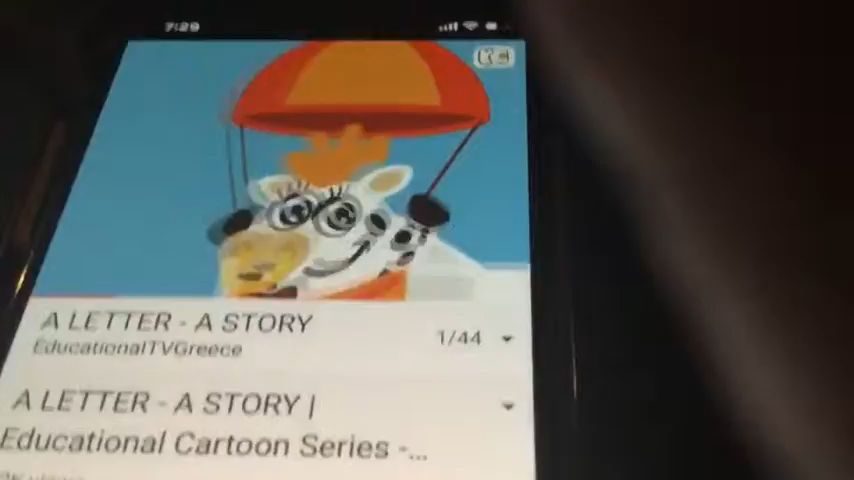 7:29
A LETTER - A STORY
1/44
EducationalTVGreece
A LETTER - A STORY |
Educational Cartoon Series -...